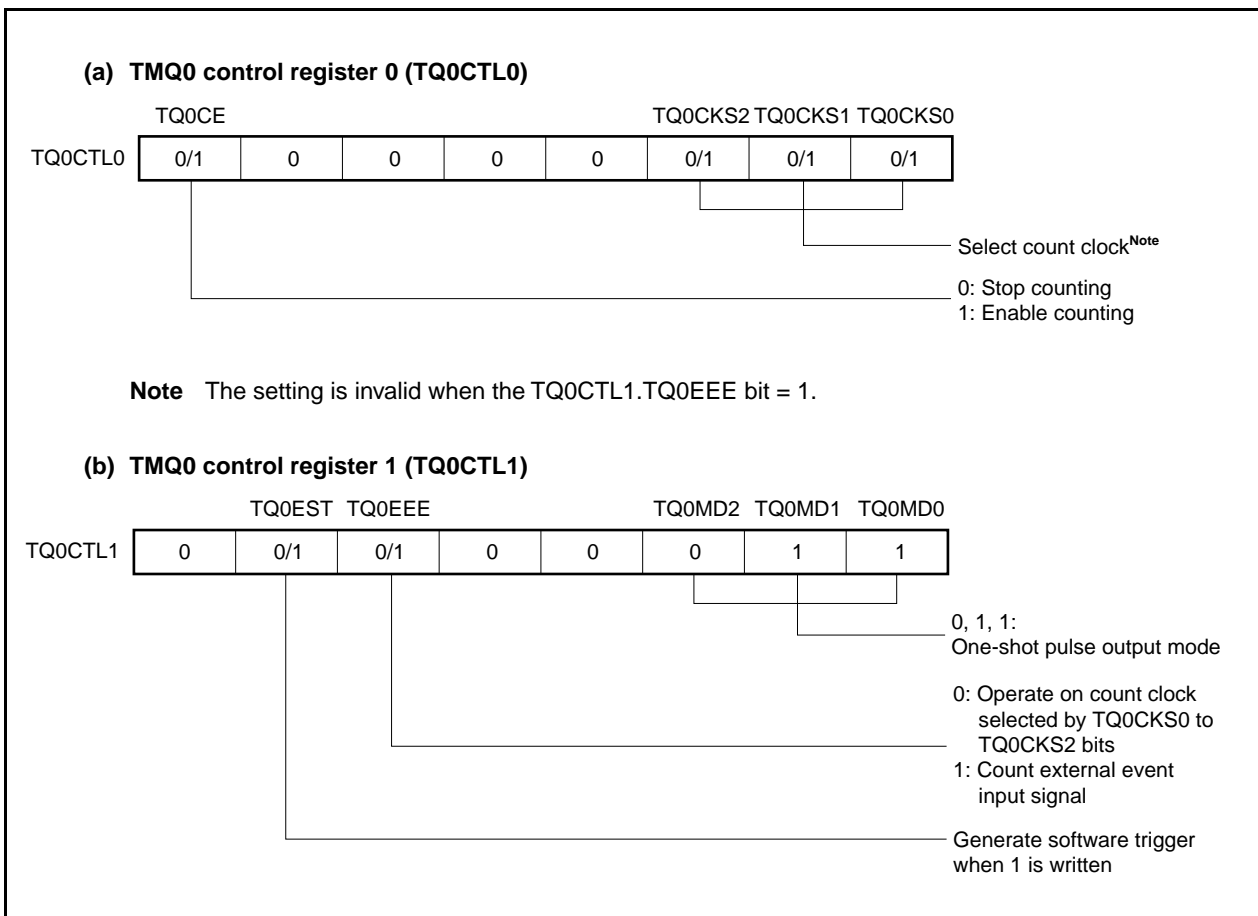 (a) TMQ0 control register 0 (TQ0CTL0)
TQ0CE TQ0CKS2 TQ0CKS1 TQ0CKS0
TQ0CTL0 0/1 0 0 0 0 0/1 0/1 0/1
Select count clockNote
0: Stop counting
1: Enable counting
Note The setting is invalid when the TQ0CTL1.TQ0EEE bit = 1.
(b) TMQ0 control register 1 (TQ0CTL1)
TQ0EST TQ0EEE TQ0MD2 TQ0MD1 TQ0MD0
TQ0CTL1 0 0/1 0/1 0 0 0 1 1
0, 1, 1:
One-shot pulse output mode
0: Operate on count clock
selected by TQ0CKS0 to
TQ0CKS2 bits
1: Count external event
input signal
Generate software trigger
when 1 is written